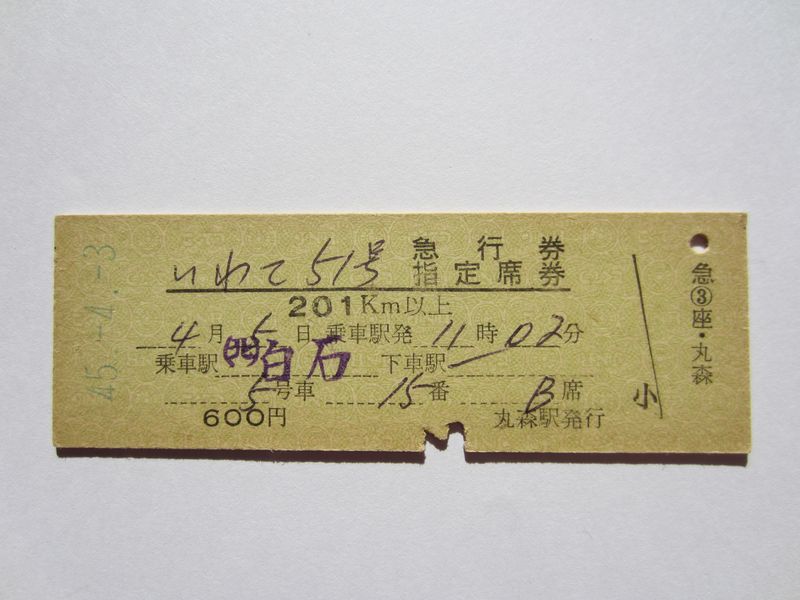 45.-4.-3
いわて51号 急行券
指定席券
201Km以上
4月5日 乗車駅発 11時02分
乗車駅 (西)白石 下車駅
5号車 15番 B席
600円 丸森駅発行
小
急③座・丸森